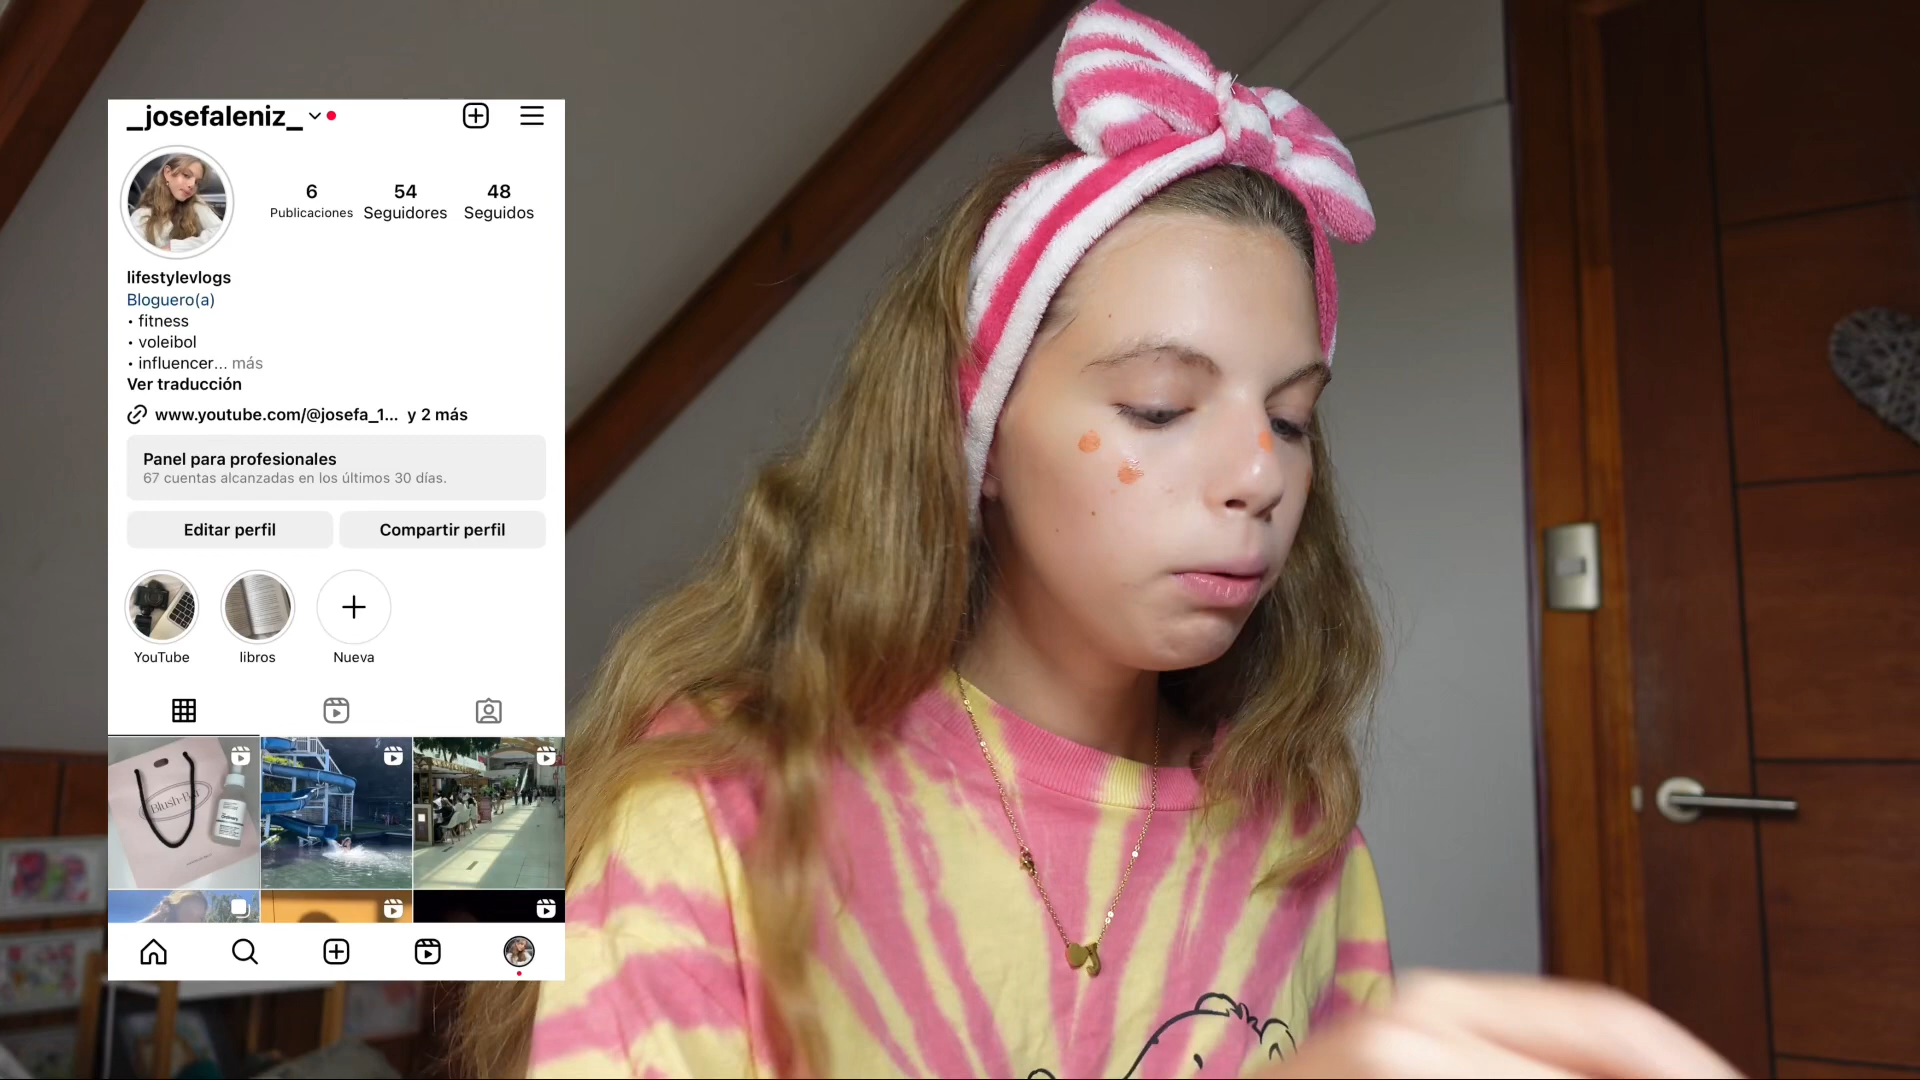 _josefaleniz_
6 54 48
Publicaciones Seguidores Seguidos
lifestylevlogs
Bloguero(a)
• fitness
• voleibol
• influencer... más
Ver traducción
www.youtube.com/@josefa_1... y 2 más
Panel para profesionales
67 cuentas alcanzadas en los últimos 30 días.
Editar perfil Compartir perfil
YouTube libros Nueva
Blush-Bar
J